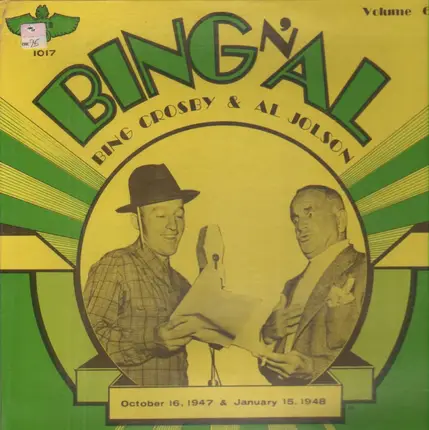 Volume 6
1017
BING N' AL
BING CROSBY & AL JOLSON
October 16, 1947 & January 15, 1948